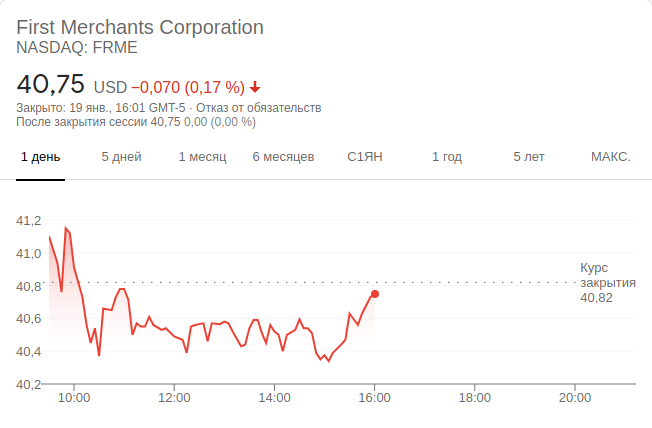 First Merchants Corporation
NASDAQ: FRME
40,75 USD −0,070 (0,17 %)
Закрыто: 19 янв., 16:01 GMT-5 · Отказ от обязательств
После закрытия сессии 40,75 0,00 (0,00 %)
1 день 5 дней 1 месяц 6 месяцев С1ЯН 1 год 5 лет МАКС.
41,2
41,0
40,8
40,6
40,4
40,2
Курс
закрытия
40,82
10:00 12:00 14:00 16:00 18:00 20:00